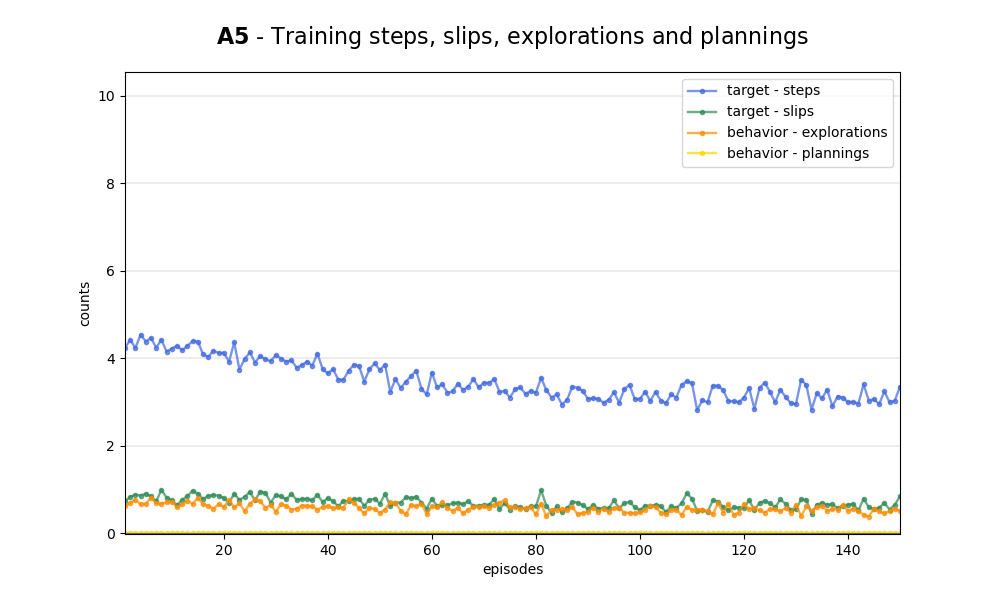 A5 - Training steps, slips, explorations and plannings
target - steps
target - slips
behavior - explorations
behavior - plannings
counts
10
8
6
4
2
0
20 40 60 80 100 120 140
episodes